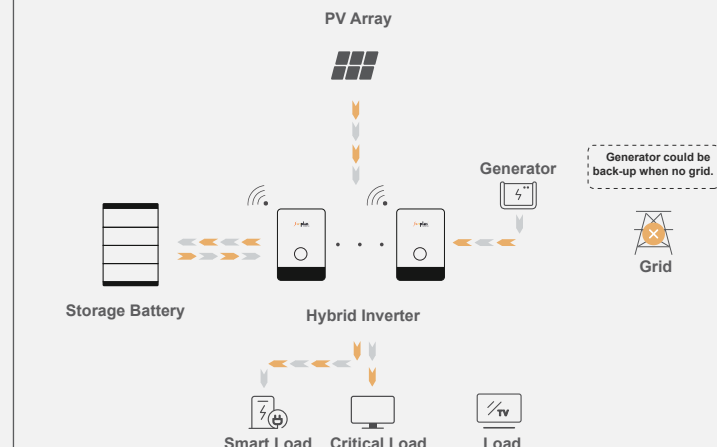 PV Array
Generator
Generator could be
back-up when no grid.
Grid
Storage Battery
Hybrid Inverter
TV
Smart Load
Critical Load
Load